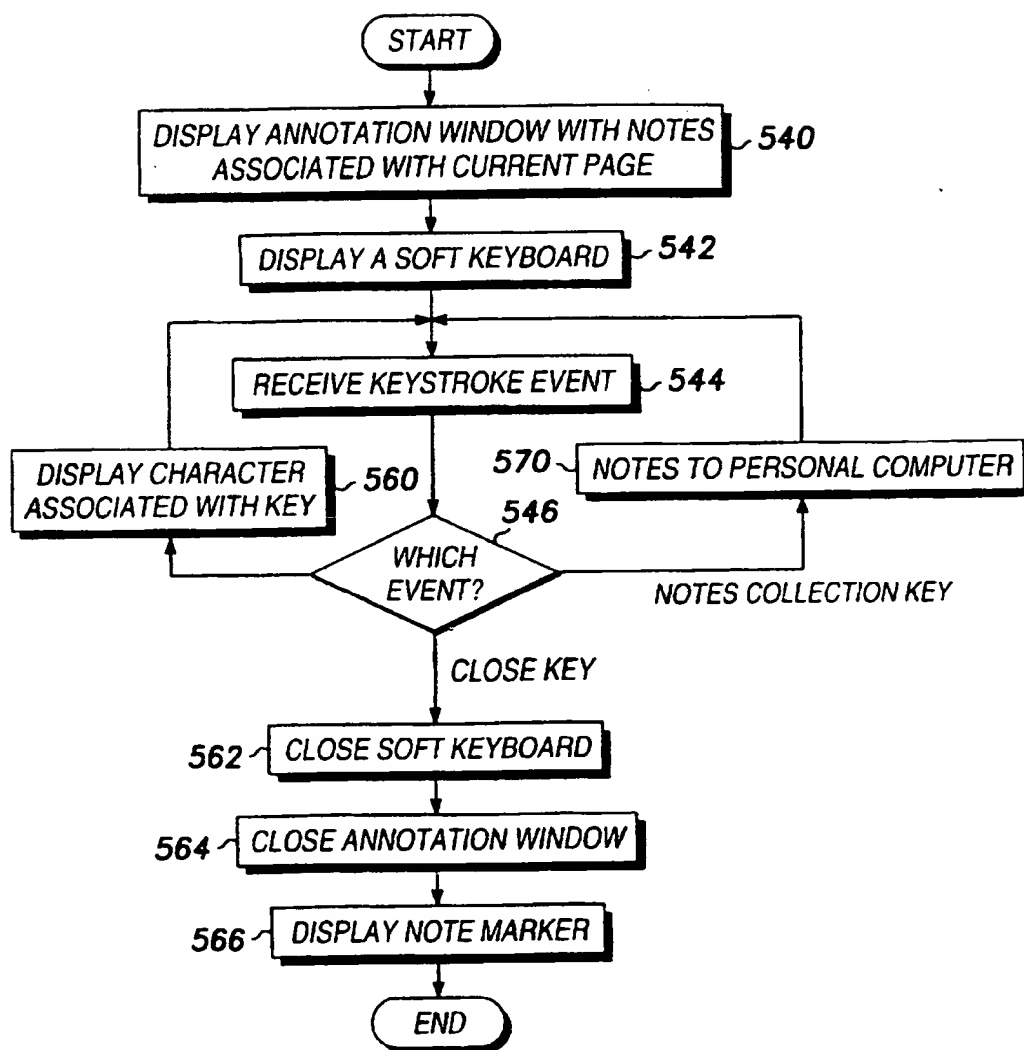 START
DISPLAY ANNOTATION WINDOW WITH NOTES
ASSOCIATED WITH CURRENT PAGE
540
DISPLAY A SOFT KEYBOARD
542
RECEIVE KEYSTROKE EVENT
544
DISPLAY CHARACTER
ASSOCIATED WITH KEY
560
570
NOTES TO PERSONAL COMPUTER
546
WHICH
EVENT?
NOTES COLLECTION KEY
CLOSE KEY
562
CLOSE SOFT KEYBOARD
564
CLOSE ANNOTATION WINDOW
566
DISPLAY NOTE MARKER
END